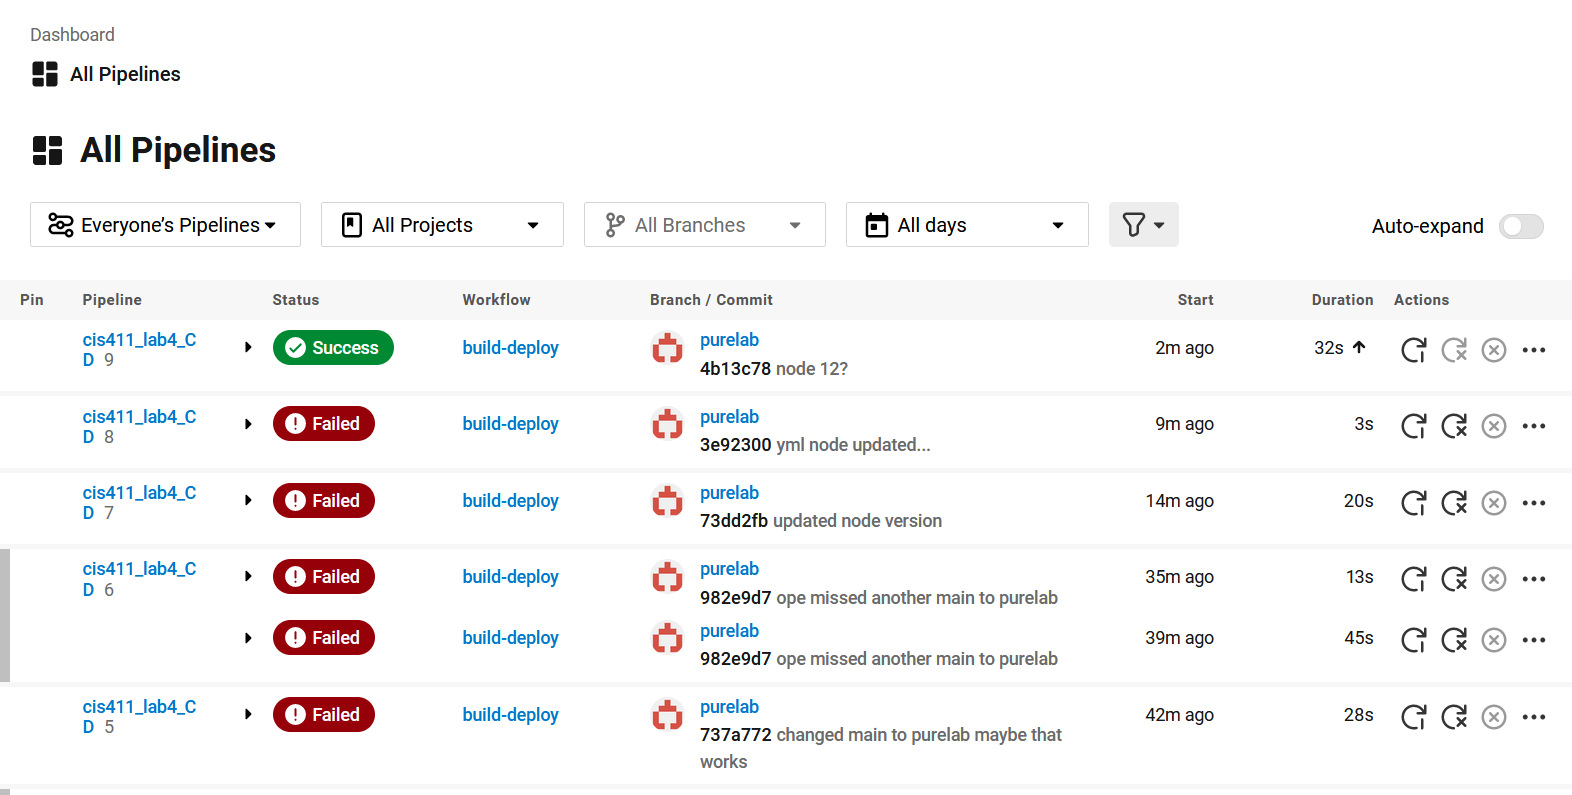 Dashboard
All Pipelines
All Pipelines
Everyone’s Pipelines All Projects All Branches All days Auto-expand
Pin Pipeline Status Workflow Branch / Commit Start Duration Actions
cis411_lab4_C Success build-deploy purelab 2m ago 32s
D 9 4b13c78 node 12?
cis411_lab4_C Failed build-deploy purelab 9m ago 3s
D 8 3e92300 yml node updated...
cis411_lab4_C Failed build-deploy purelab 14m ago 20s
D 7 73dd2fb updated node version
cis411_lab4_C Failed build-deploy purelab 35m ago 13s
D 6 982e9d7 ope missed another main to purelab
Failed build-deploy purelab 39m ago 45s
982e9d7 ope missed another main to purelab
cis411_lab4_C Failed build-deploy purelab 42m ago 28s
D 5 737a772 changed main to purelab maybe that
works